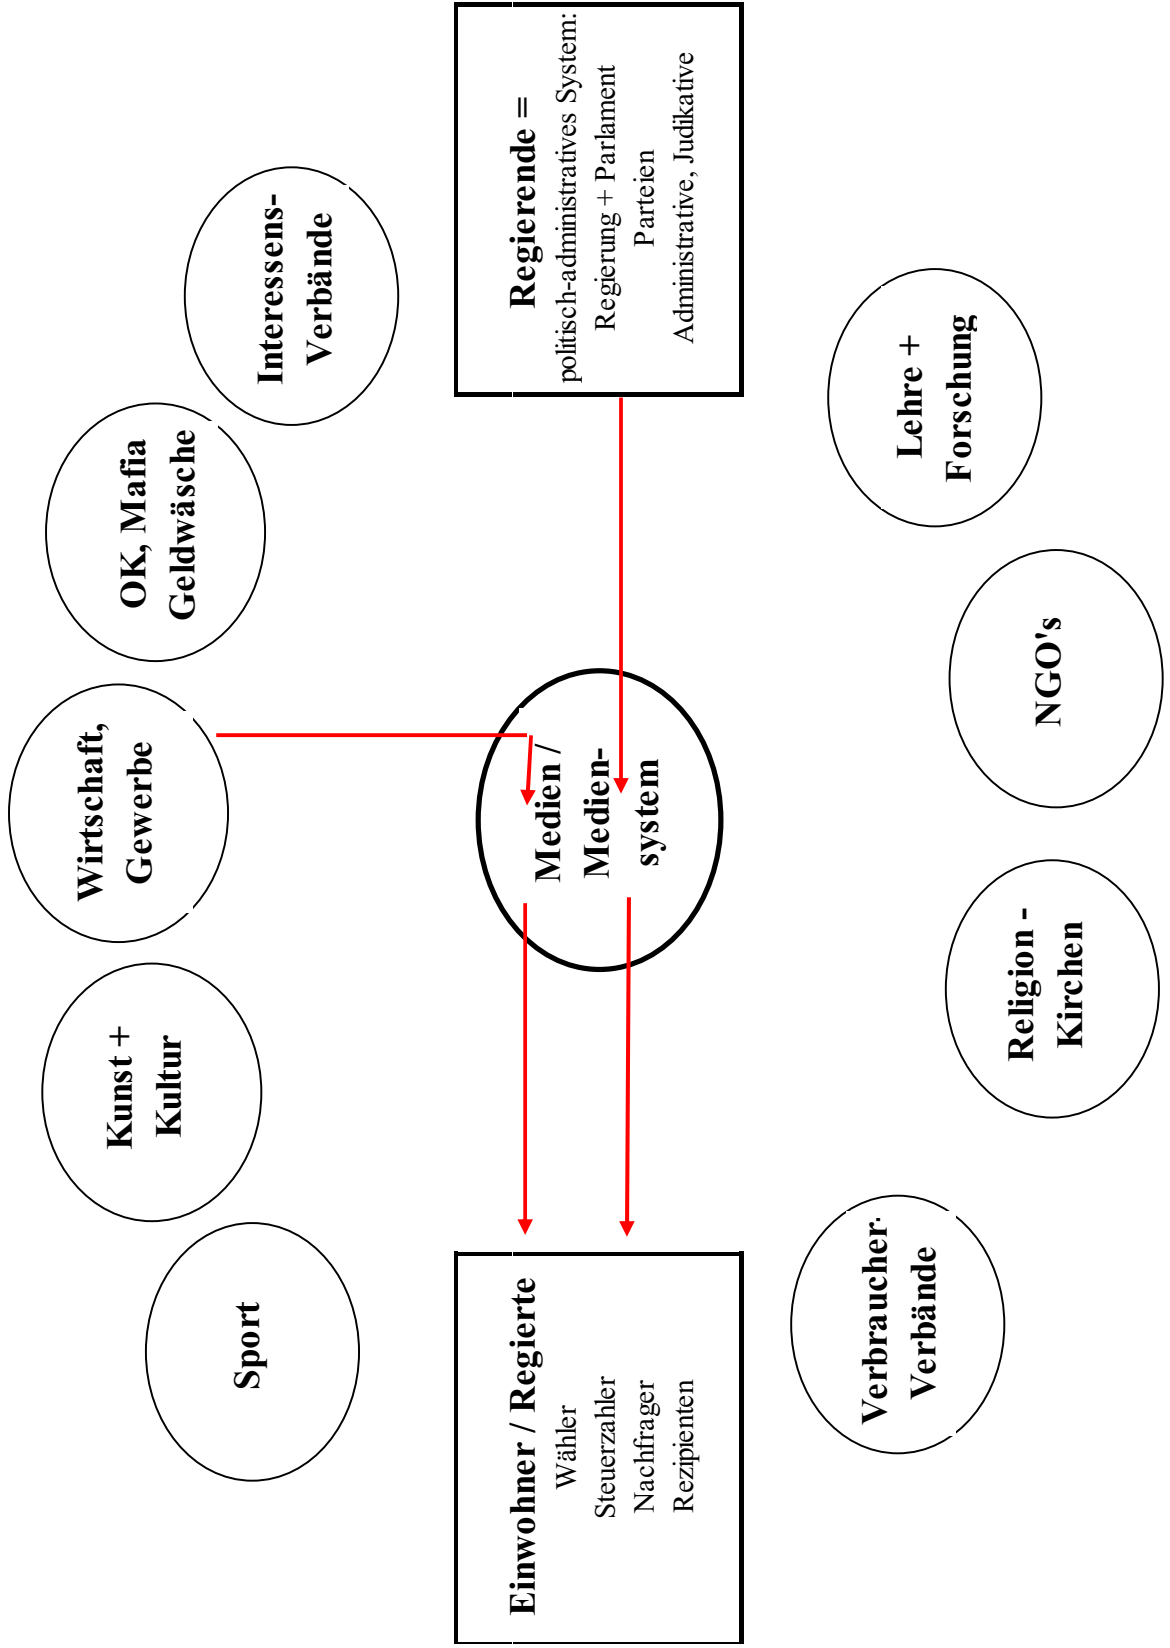 Sport
Kunst +
Kultur
Wirtschaft,
Gewerbe
OK, Mafia
Geldwäsche
Interessens-
Verbände
Einwohner / Regierte
Wähler
Steuerzahler
Nachfrager
Rezipienten
Medien /
Medien-
system
Regierende =
politisch-administratives System:
Regierung + Parlament
Parteien
Administrative, Judikative
Verbraucher-
Verbände
Religion -
Kirchen
NGO's
Lehre +
Forschung